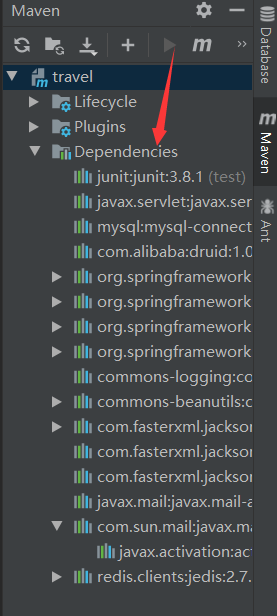 Maven
travel
Lifecycle
Plugins
Dependencies
junit:junit:3.8.1 (test)
javax.servlet:javax.ser
mysql:mysql-connect
com.alibaba:druid:1.0
org.springframework
org.springframework
org.springframework
org.springframework
commons-logging:co
commons-beanutils:c
com.fasterxml.jackson
com.fasterxml.jackso
com.fasterxml.jackso
javax.mail:javax.mail-a
com.sun.mail:javax.ma
javax.activation:act
redis.clients:jedis:2.7.
Database
Maven
Ant